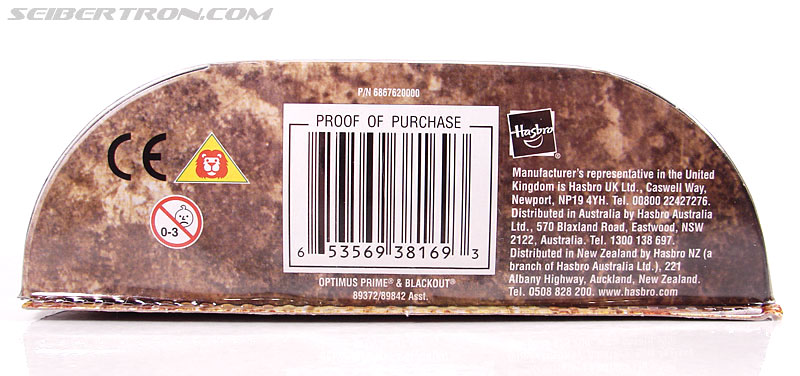 SEIBERTRON.COM
P/N 6867620000
PROOF OF PURCHASE
CE
0-3
6 53569 38169 3
OPTIMUS PRIME® & BLACKOUT®
89372/89842 Asst.
Hasbro®
Manufacturer's representative in the United
Kingdom is Hasbro UK Ltd., Caswell Way,
Newport, NP19 4YH. Tel. 00800 22427276.
Distributed in Australia by Hasbro Australia
Ltd., 570 Blaxland Road, Eastwood, NSW
2122, Australia. Tel. 1300 138 697.
Distributed in New Zealand by Hasbro NZ (a
branch of Hasbro Australia Ltd.), 221
Albany Highway, Auckland, New Zealand.
Tel. 0508 828 200. www.hasbro.com